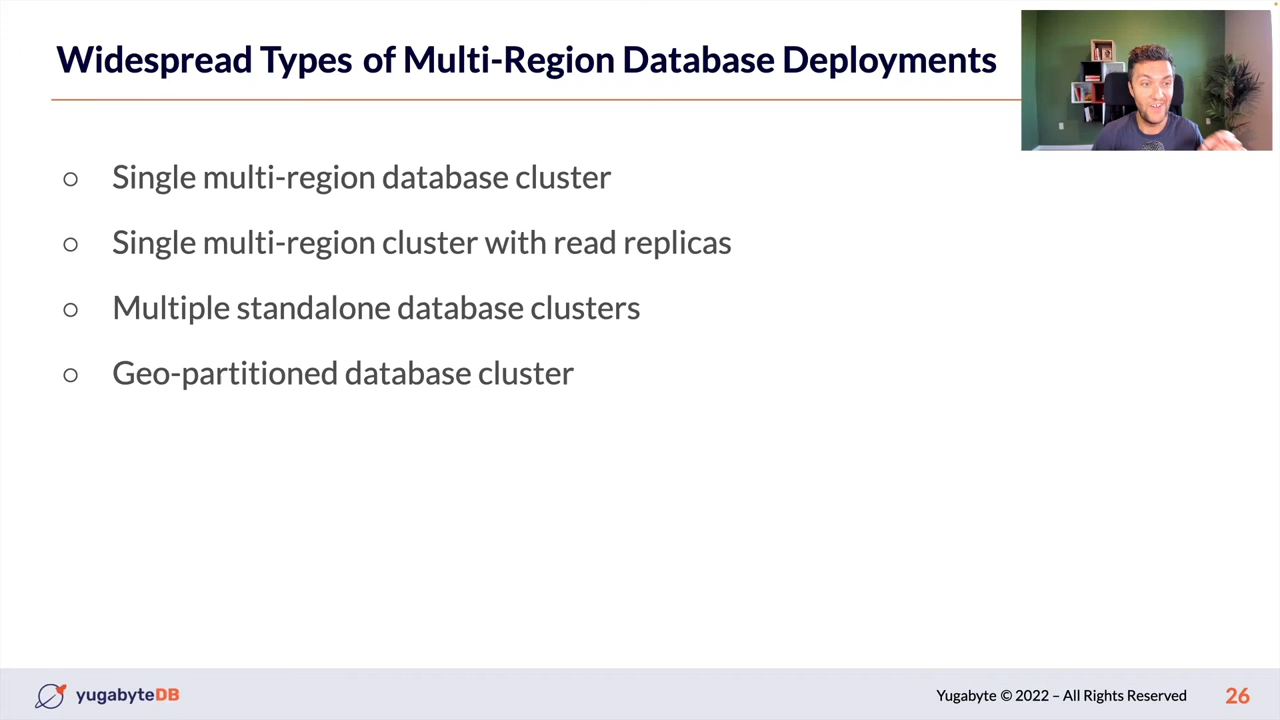 Widespread Types of Multi-Region Database Deployments
○ Single multi-region database cluster
○ Single multi-region cluster with read replicas
○ Multiple standalone database clusters
○ Geo-partitioned database cluster
yugabyteDB
Yugabyte © 2022 – All Rights Reserved
26